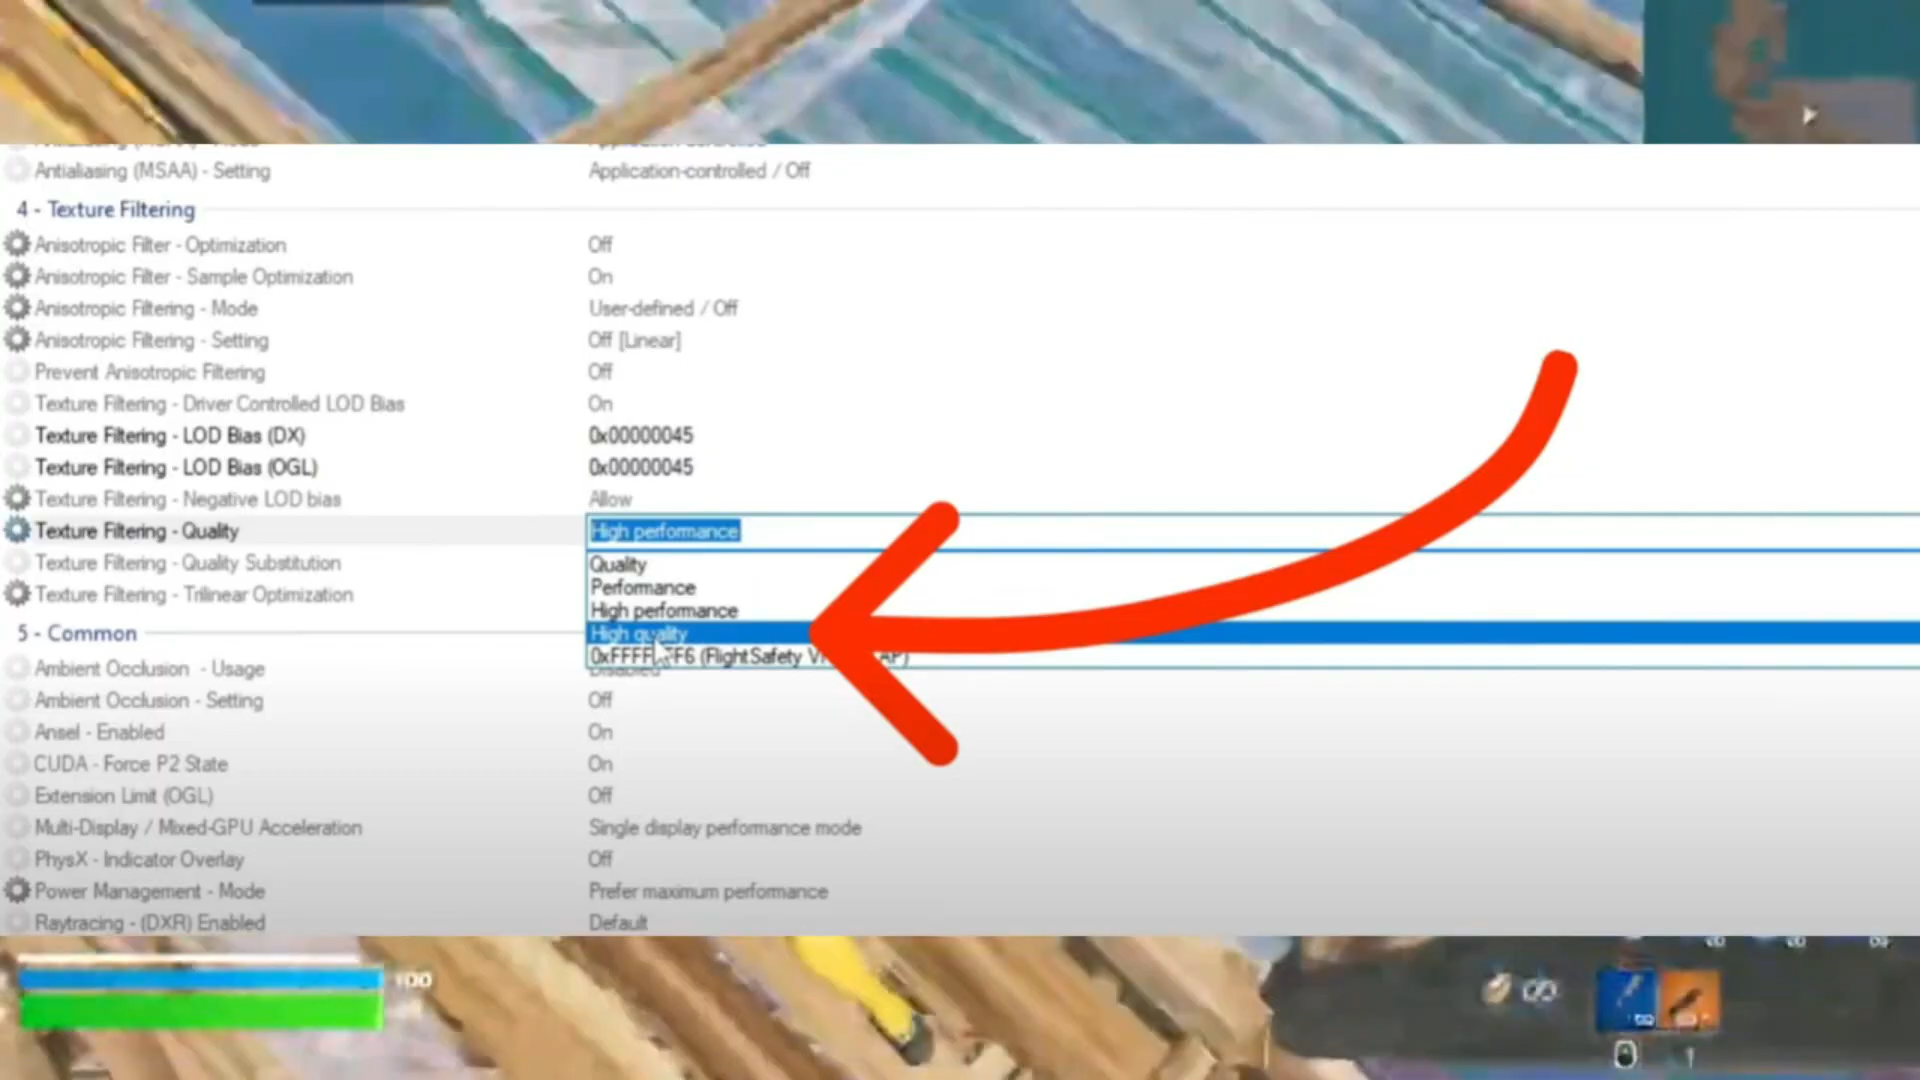 Antialiasing (MSAA) - Setting Application-controlled / Off
4 - Texture Filtering
Anisotropic Filter - Optimization Off
Anisotropic Filter - Sample Optimization On
Anisotropic Filtering - Mode User-defined / Off
Anisotropic Filtering - Setting Off [Linear]
Prevent Anisotropic Filtering Off
Texture Filtering - Driver Controlled LOD Bias On
Texture Filtering - LOD Bias (DX) 0x00000045
Texture Filtering - LOD Bias (OGL) 0x00000045
Texture Filtering - Negative LOD bias Allow
Texture Filtering - Quality High performance
Quality
Texture Filtering - Quality Substitution
Performance
Texture Filtering - Trilinear Optimization
High performance
5 - Common High quality
(FlightSafety
Ambient Occlusion - Usage Disabled
Ambient Occlusion - Setting Off
Ansel - Enabled On
CUDA - Force P2 State On
Extension Limit (OGL) Off
Multi-Display / Mixed-GPU Acceleration Single display performance mode
PhysX - Indicator Overlay Off
Power Management - Mode Prefer maximum performance
Raytracing - (DXR) Enabled Default
100